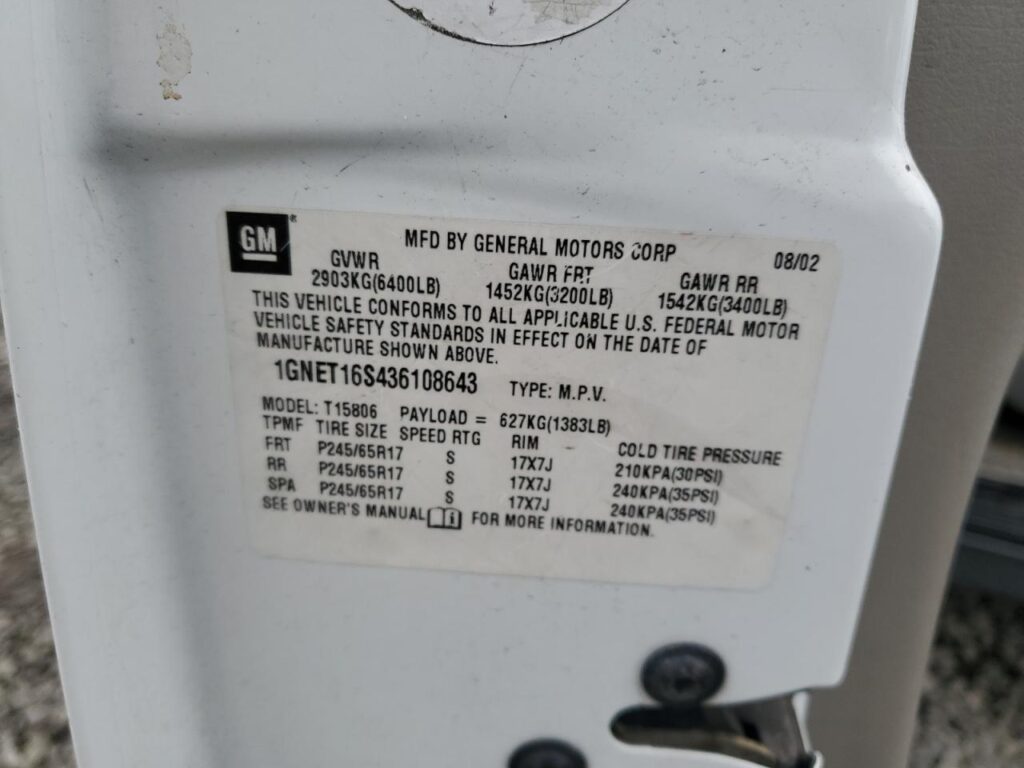 GM® MFD BY GENERAL MOTORS CORP 08/02
GVWR GAWR FRT GAWR RR
2903KG(6400LB) 1452KG(3200LB) 1542KG(3400LB)
THIS VEHICLE CONFORMS TO ALL APPLICABLE U.S. FEDERAL MOTOR
VEHICLE SAFETY STANDARDS IN EFFECT ON THE DATE OF
MANUFACTURE SHOWN ABOVE.
1GNET16S436108643 TYPE: M.P.V.
MODEL: T15806 PAYLOAD = 627KG(1383LB)
TPMF TIRE SIZE SPEED RTG RIM COLD TIRE PRESSURE
FRT P245/65R17 S 17X7J 210KPA(30PSI)
RR P245/65R17 S 17X7J 240KPA(35PSI)
SPA P245/65R17 S 17X7J 240KPA(35PSI)
SEE OWNER'S MANUAL FOR MORE INFORMATION.